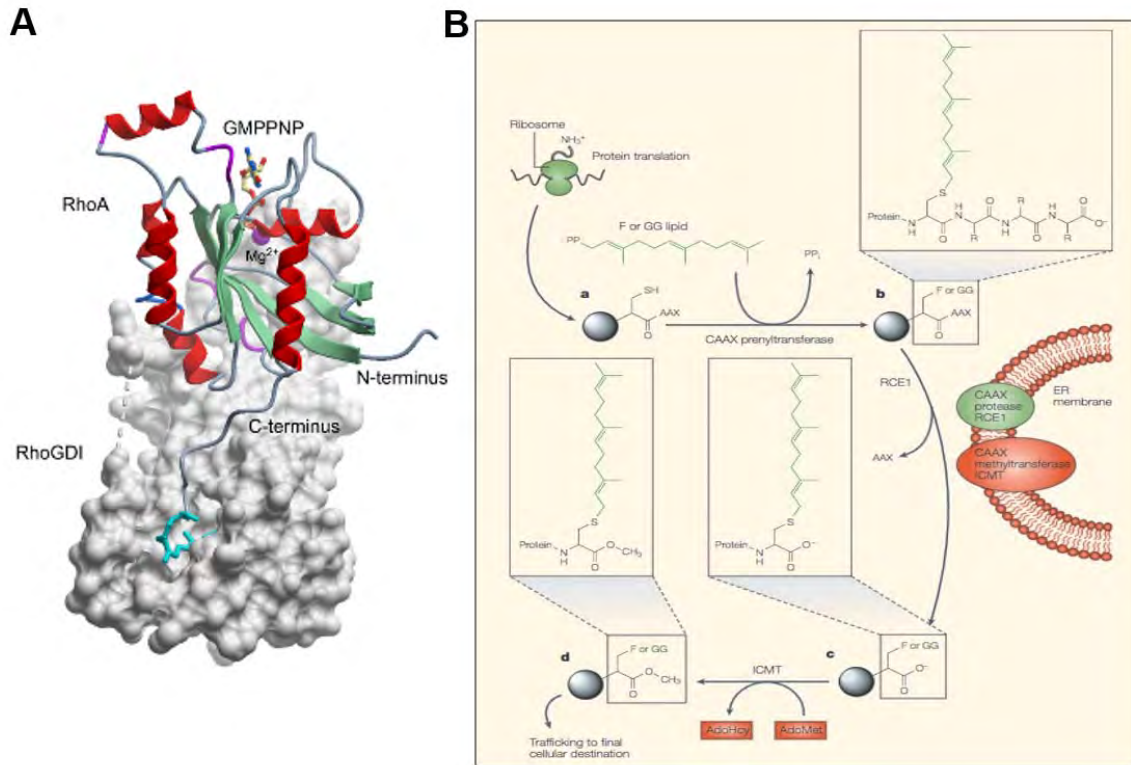 A
GMPPNP
RhoA
Mg2+
N-terminus
C-terminus
RhoGDI
B
Ribosome
NH3+
Protein translation
F or GG lipid
PP
PPi
a
SH
AAX
O
CAAX prenyltransferase
b
F or GG
AAX
O
S
Protein
N
H
O
H
N
R
O
N
H
R
O
H
N
R
O
O−
RCE1
AAX
CAAX
protease
RCE1
ER
membrane
CAAX
methyltransferase
ICMT
S
Protein
N
H
O
CH3
O
S
Protein
N
H
O−
O
d
F or GG
O
CH3
O
ICMT
AdoHcy
AdoMet
c
F or GG
O−
O
Trafficking to final
cellular destination